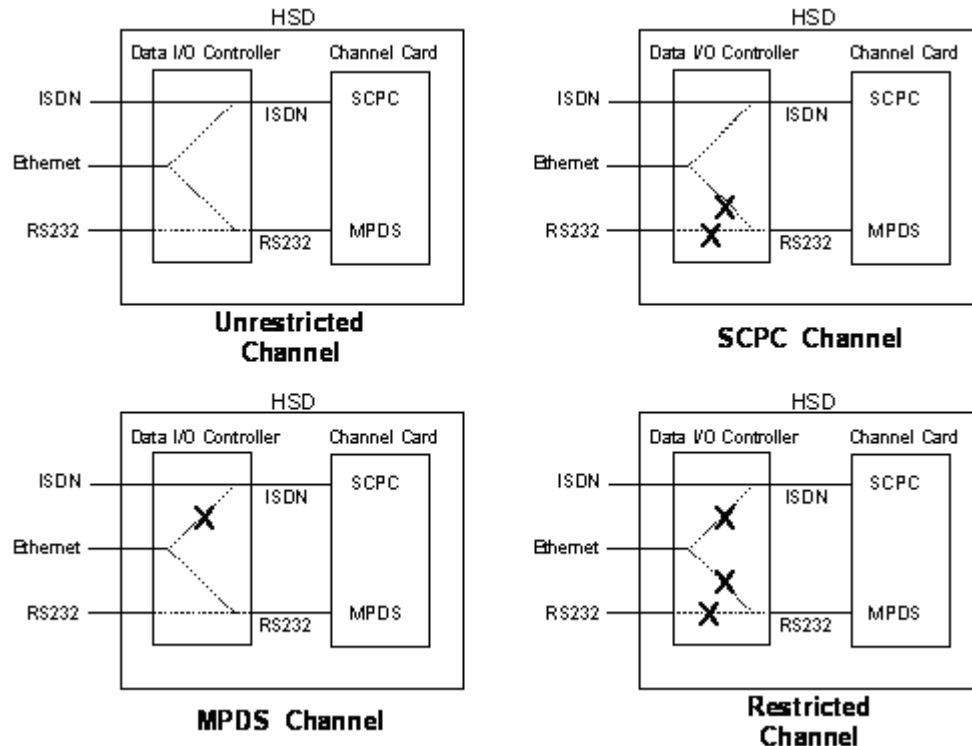 HSD
Data I/O Controller
Channel Card
ISDN
SCPC
ISDN
Ethernet
RS232
MPDS
RS232
Unrestricted
Channel
HSD
Data I/O Controller
Channel Card
ISDN
SCPC
ISDN
Ethernet
RS232
MPDS
RS232
SCPC Channel
HSD
Data I/O Controller
Channel Card
ISDN
SCPC
ISDN
Ethernet
RS232
MPDS
RS232
MPDS Channel
HSD
Data I/O Controller
Channel Card
ISDN
SCPC
ISDN
Ethernet
RS232
MPDS
RS232
Restricted
Channel